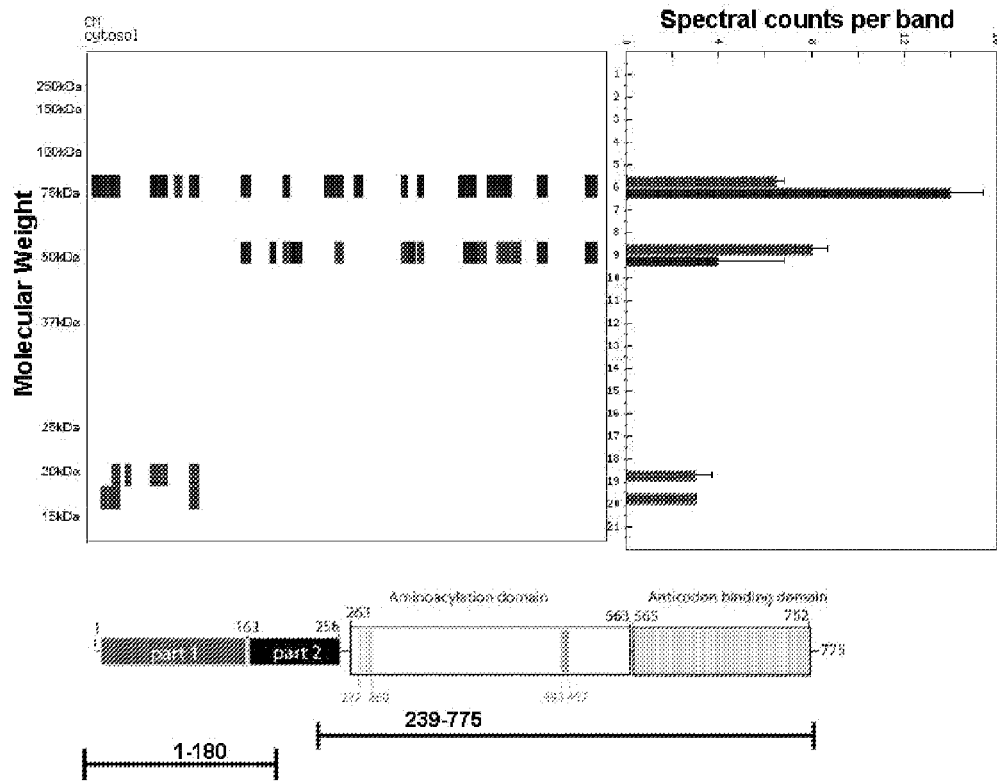 CM
cytosol
Spectral counts per band
0 4 8 12
Molecular Weight
250kDa
150kDa
100kDa
75kDa
50kDa
37kDa
25kDa
20kDa
15kDa
1
2
3
4
5
6
7
8
9
10
11
12
13
14
15
16
17
18
19
20
21
Aminoacylation domain
Anticodon binding domain
1 163 256 263 563 565 752
part 1
part 2
775
239-775
1-180